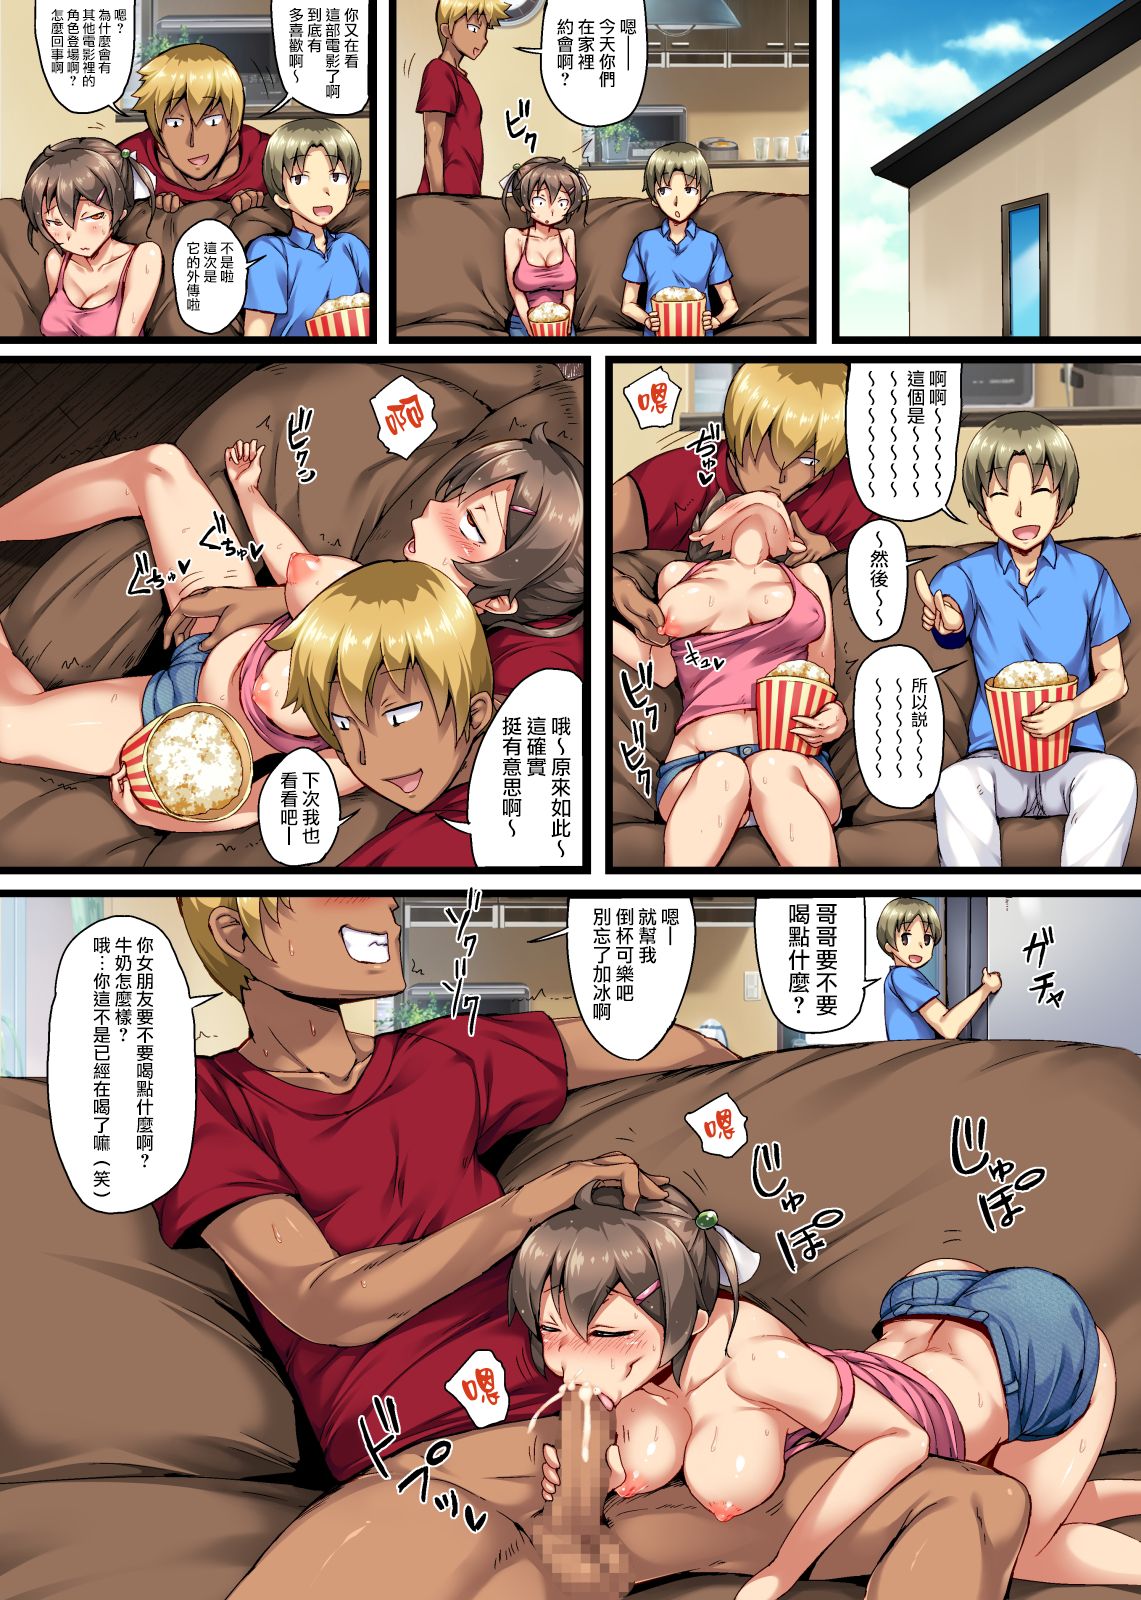 嗯ー
今天你們
在家裡
約會啊?
ビクッ
你又在看
這部電影了啊
到底有
多喜歡啊~
嗯?
為什麼會有
其他電影裡的
角色登場啊?
怎麼回事啊
不是啦
這次是
它的外傳啦
啊啊~~~~
這個是~~~
~~~~~~
~~~~~~
~然後~
所以說~~
~~~~~
~~~~~
嗯
ぢゅ♥
キュ♥
ビクビク
嗯
ビクン
くちゅ♥
くちゅ♥
哦~原來如此~
這確實
挺有意思啊~
下次我也
看看吧ー
ガチャ
哥哥要不要
喝點什麼?
嗯ー
就幫我
倒杯可樂吧
別忘了加冰啊
ゾクゾク
你女朋友要不要喝點什麼啊?
牛奶怎麼樣?
哦…你這不是已經在喝了嘛(笑)
じゅぽ
嗯
じゅぽ
嗯
ドプッ♥